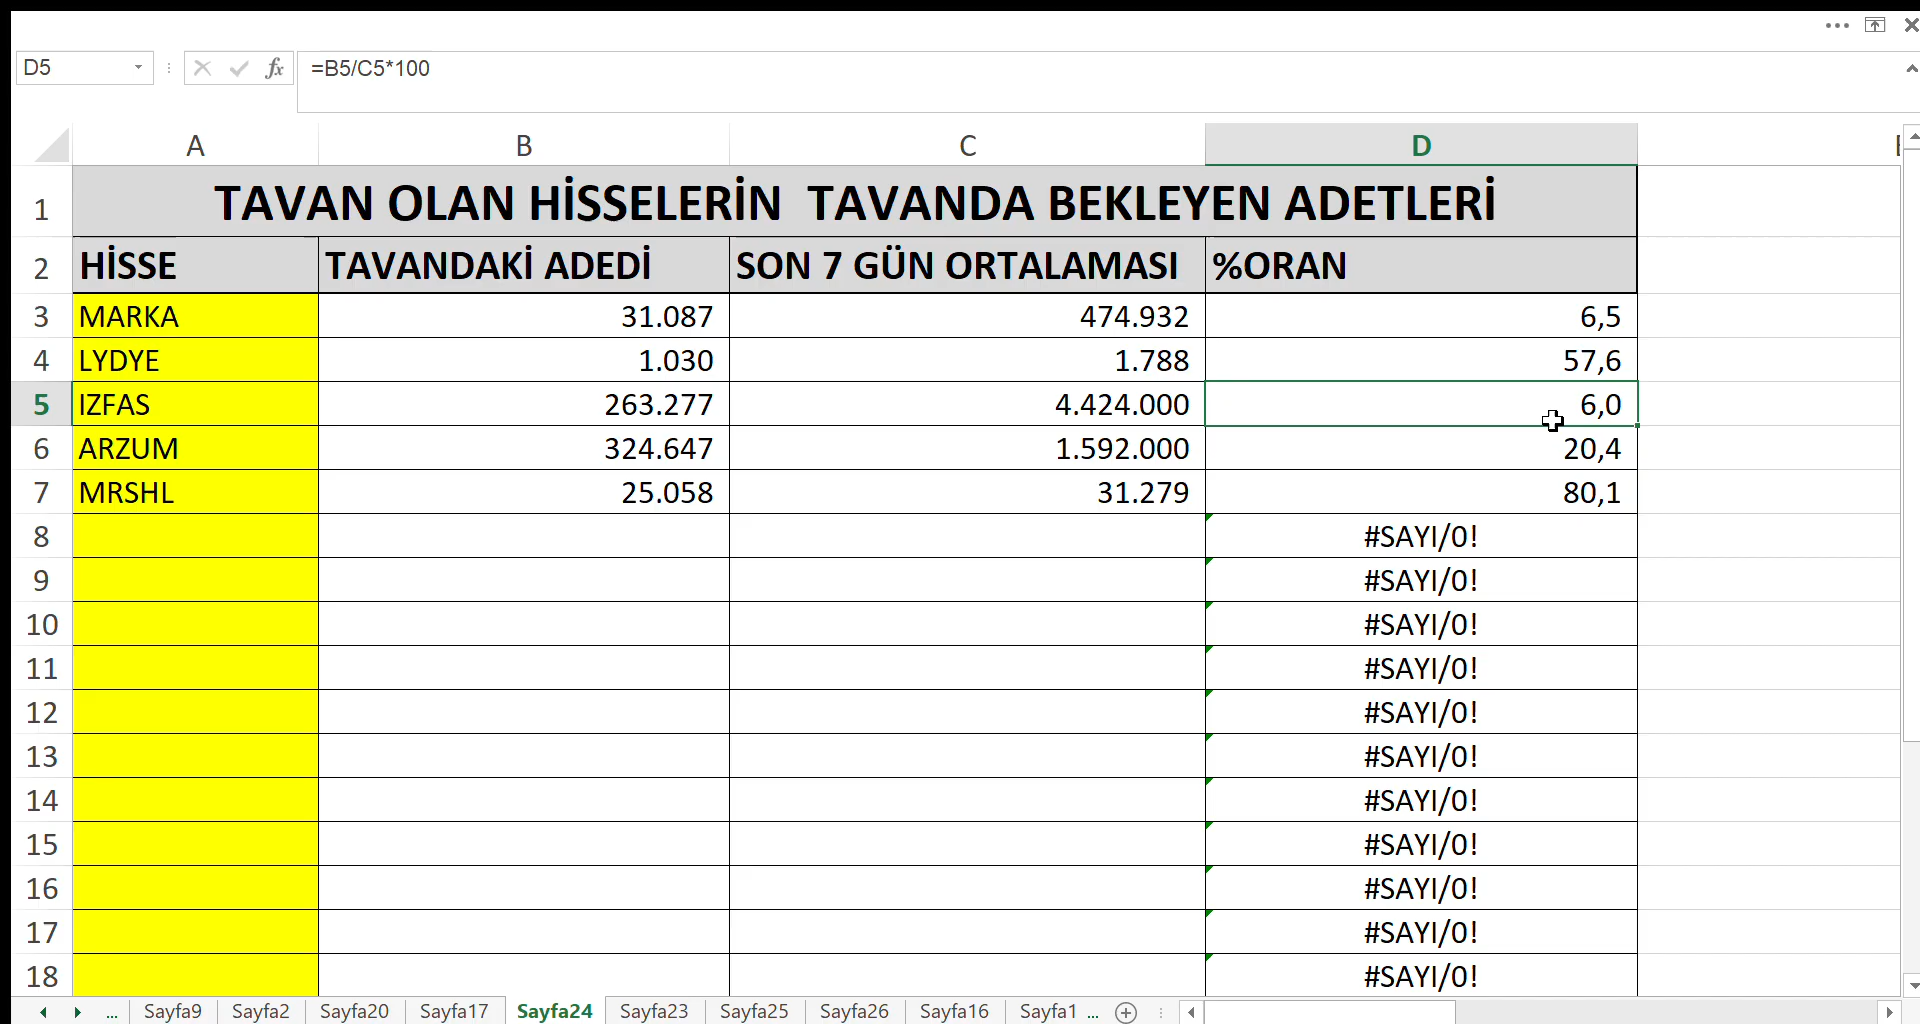 D5 fx =B5/C5*100
A B C D
1 TAVAN OLAN HİSSELERİN TAVANDA BEKLEYEN ADETLERİ
2 HİSSE TAVANDAKİ ADEDİ SON 7 GÜN ORTALAMASI %ORAN
3 MARKA 31.087 474.932 6,5
4 LYDYE 1.030 1.788 57,6
5 IZFAS 263.277 4.424.000 6,0
6 ARZUM 324.647 1.592.000 20,4
7 MRSHL 25.058 31.279 80,1
8 #SAYI/0!
9 #SAYI/0!
10 #SAYI/0!
11 #SAYI/0!
12 #SAYI/0!
13 #SAYI/0!
14 #SAYI/0!
15 #SAYI/0!
16 #SAYI/0!
17 #SAYI/0!
18 #SAYI/0!
... Sayfa9 Sayfa2 Sayfa20 Sayfa17 Sayfa24 Sayfa23 Sayfa25 Sayfa26 Sayfa16 Sayfa1 ...